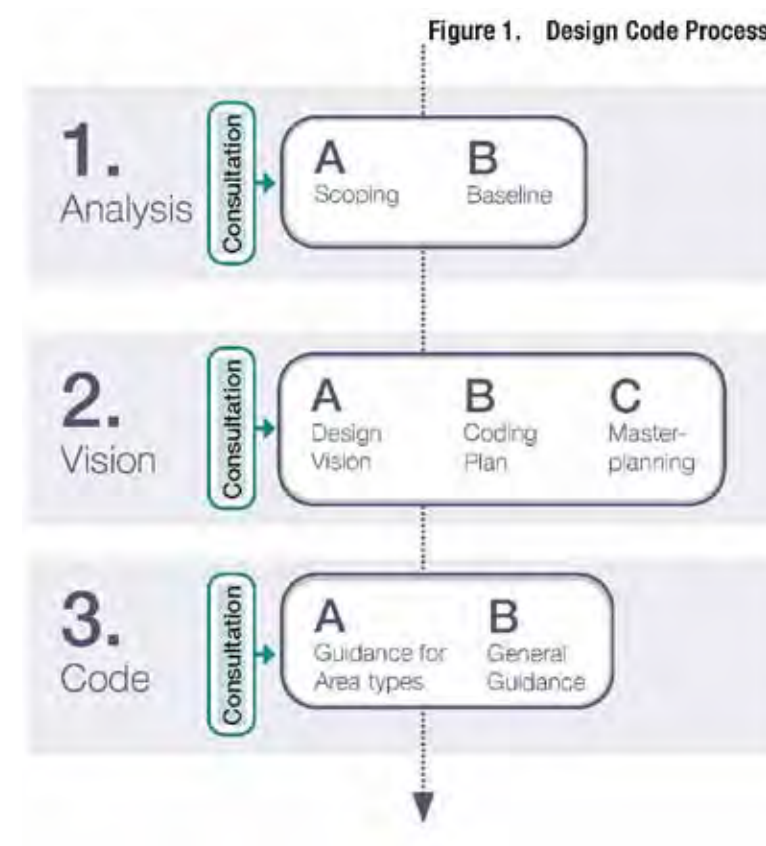 Figure 1. Design Code Process
1.
Analysis
Consultation
A
Scoping
B
Baseline
2.
Vision
Consultation
A
Design
Vision
B
Coding
Plan
C
Master-
planning
3.
Code
Consultation
A
Guidance for
Area types
B
General
Guidance